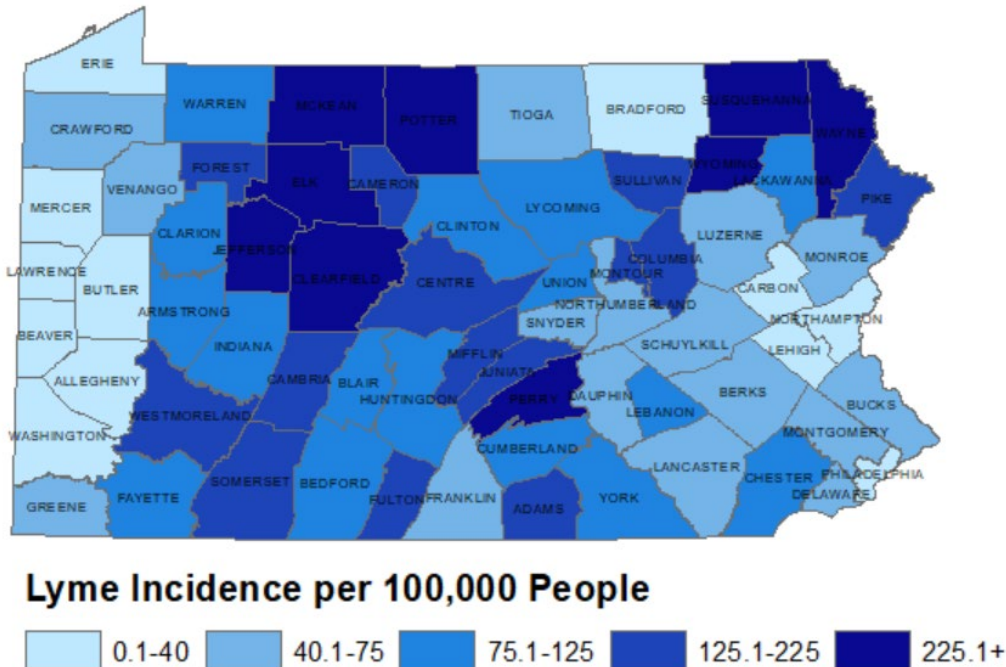 ERIE
WARREN
MCKEAN
POTTER
TIOGA
BRADFORD
SUSQUEHANNA
WAYNE
CRAWFORD
FOREST
ELK
CAMERON
SULLIVAN
WYOMING
LACKAWANNA
PIKE
VENANGO
MERCER
CLARION
JEFFERSON
CLINTON
LYCOMING
LUZERNE
MONROE
LAWRENCE
BUTLER
CLEARFIELD
CENTRE
UNION
MONTOUR
COLUMBIA
CARBON
ARMSTRONG
NORTHUMBERLAND
NORTHAMPTON
BEAVER
INDIANA
SNYDER
SCHUYLKILL
LEHIGH
ALLEGHENY
CAMBRIA
BLAIR
HUNTINGDON
MIFFLIN
JUNIATA
PERRY
DAUPHIN
LEBANON
BERKS
BUCKS
WASHINGTON
WESTMORELAND
CUMBERLAND
LANCASTER
MONTGOMERY
PHILADELPHIA
GREENE
FAYETTE
SOMERSET
BEDFORD
FULTON
FRANKLIN
ADAMS
YORK
CHESTER
DELAWARE
Lyme Incidence per 100,000 People
0.1-40 40.1-75 75.1-125 125.1-225 225.1+